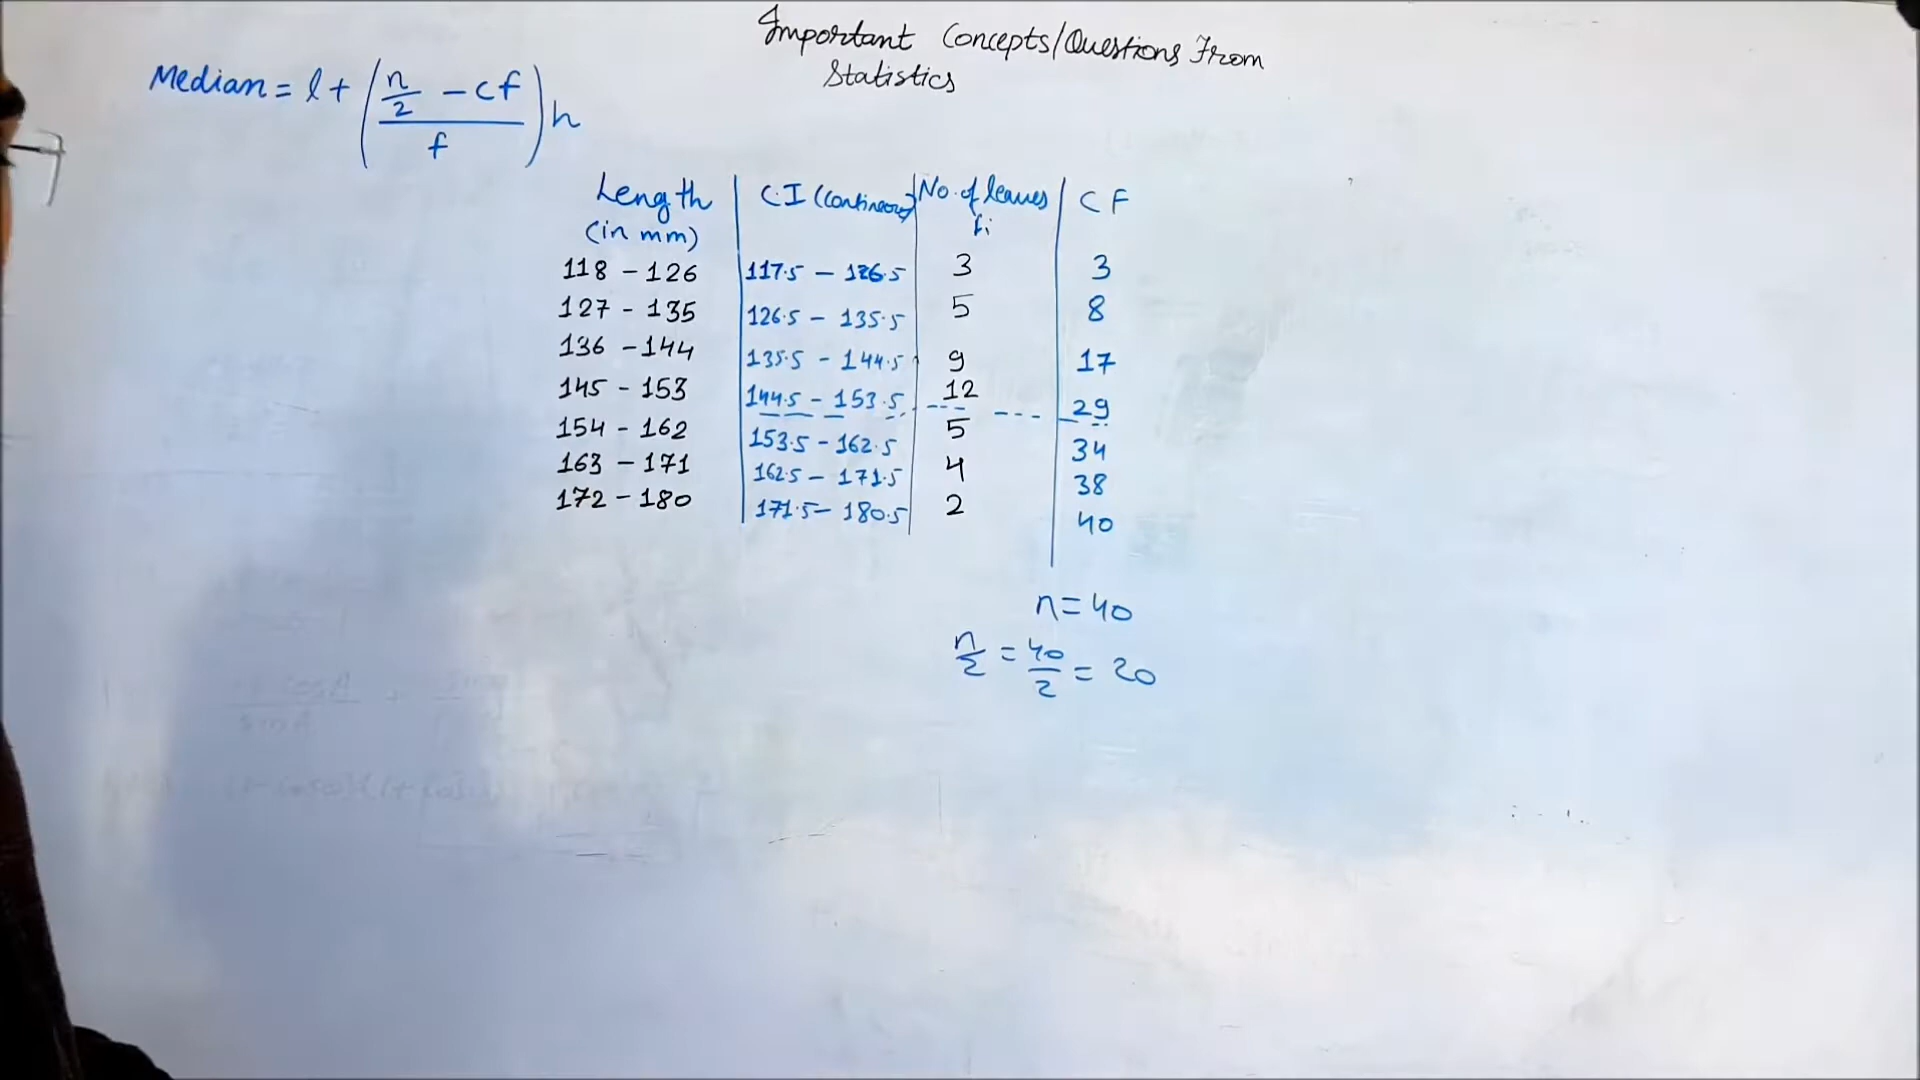 Important Concepts/Questions From
Statistics
Median = l + (n/2 - cf / f) h
Length | C.I (continuous) | No. of leaves | CF
(in mm) fi
118 - 126 | 117.5 - 126.5 | 3 | 3
127 - 135 | 126.5 - 135.5 | 5 | 8
136 - 144 | 135.5 - 144.5 | 9 | 17
145 - 153 | 144.5 - 153.5 | 12 | 29
154 - 162 | 153.5 - 162.5 | 5 | 34
163 - 171 | 162.5 - 171.5 | 4 | 38
172 - 180 | 171.5 - 180.5 | 2 | 40
n = 40
n/2 = 40/2 = 20